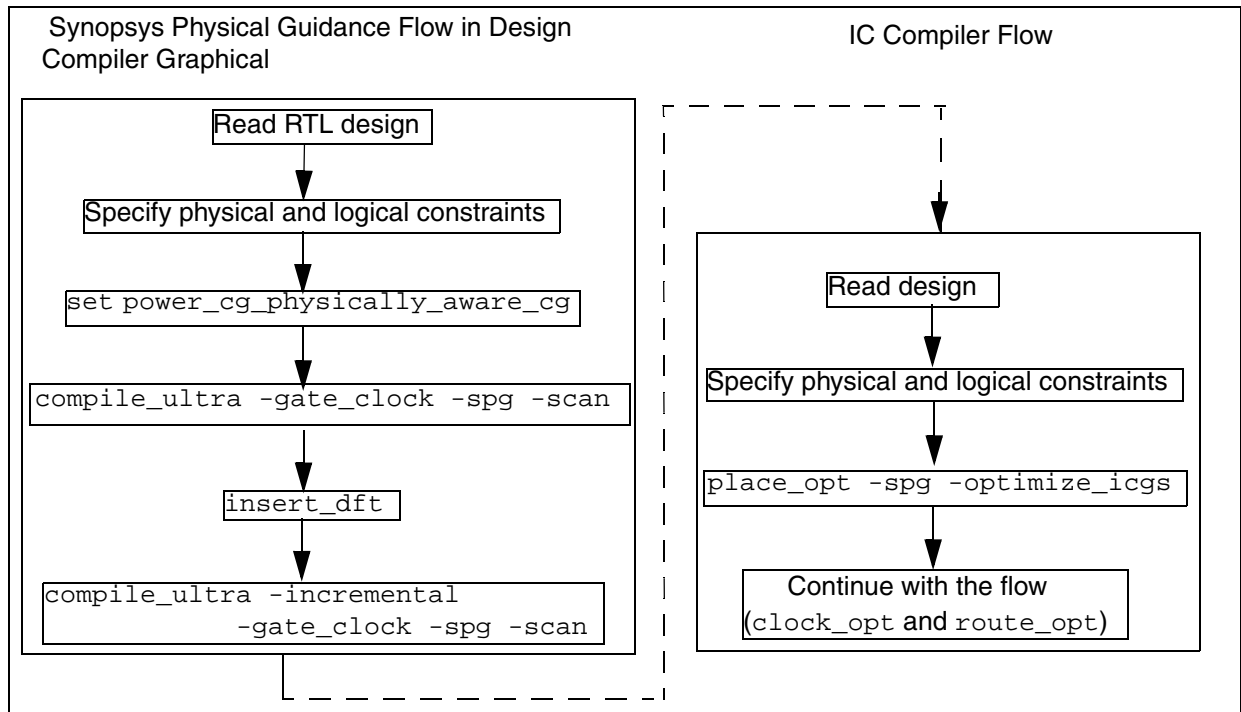 Synopsys Physical Guidance Flow in Design
Compiler Graphical
Read RTL design
Specify physical and logical constraints
set power_cg_physically_aware_cg
compile_ultra -gate_clock -spg -scan
insert_dft
compile_ultra -incremental
-gate_clock -spg -scan
IC Compiler Flow
Read design
Specify physical and logical constraints
place_opt -spg -optimize_icgs
Continue with the flow
(clock_opt and route_opt)